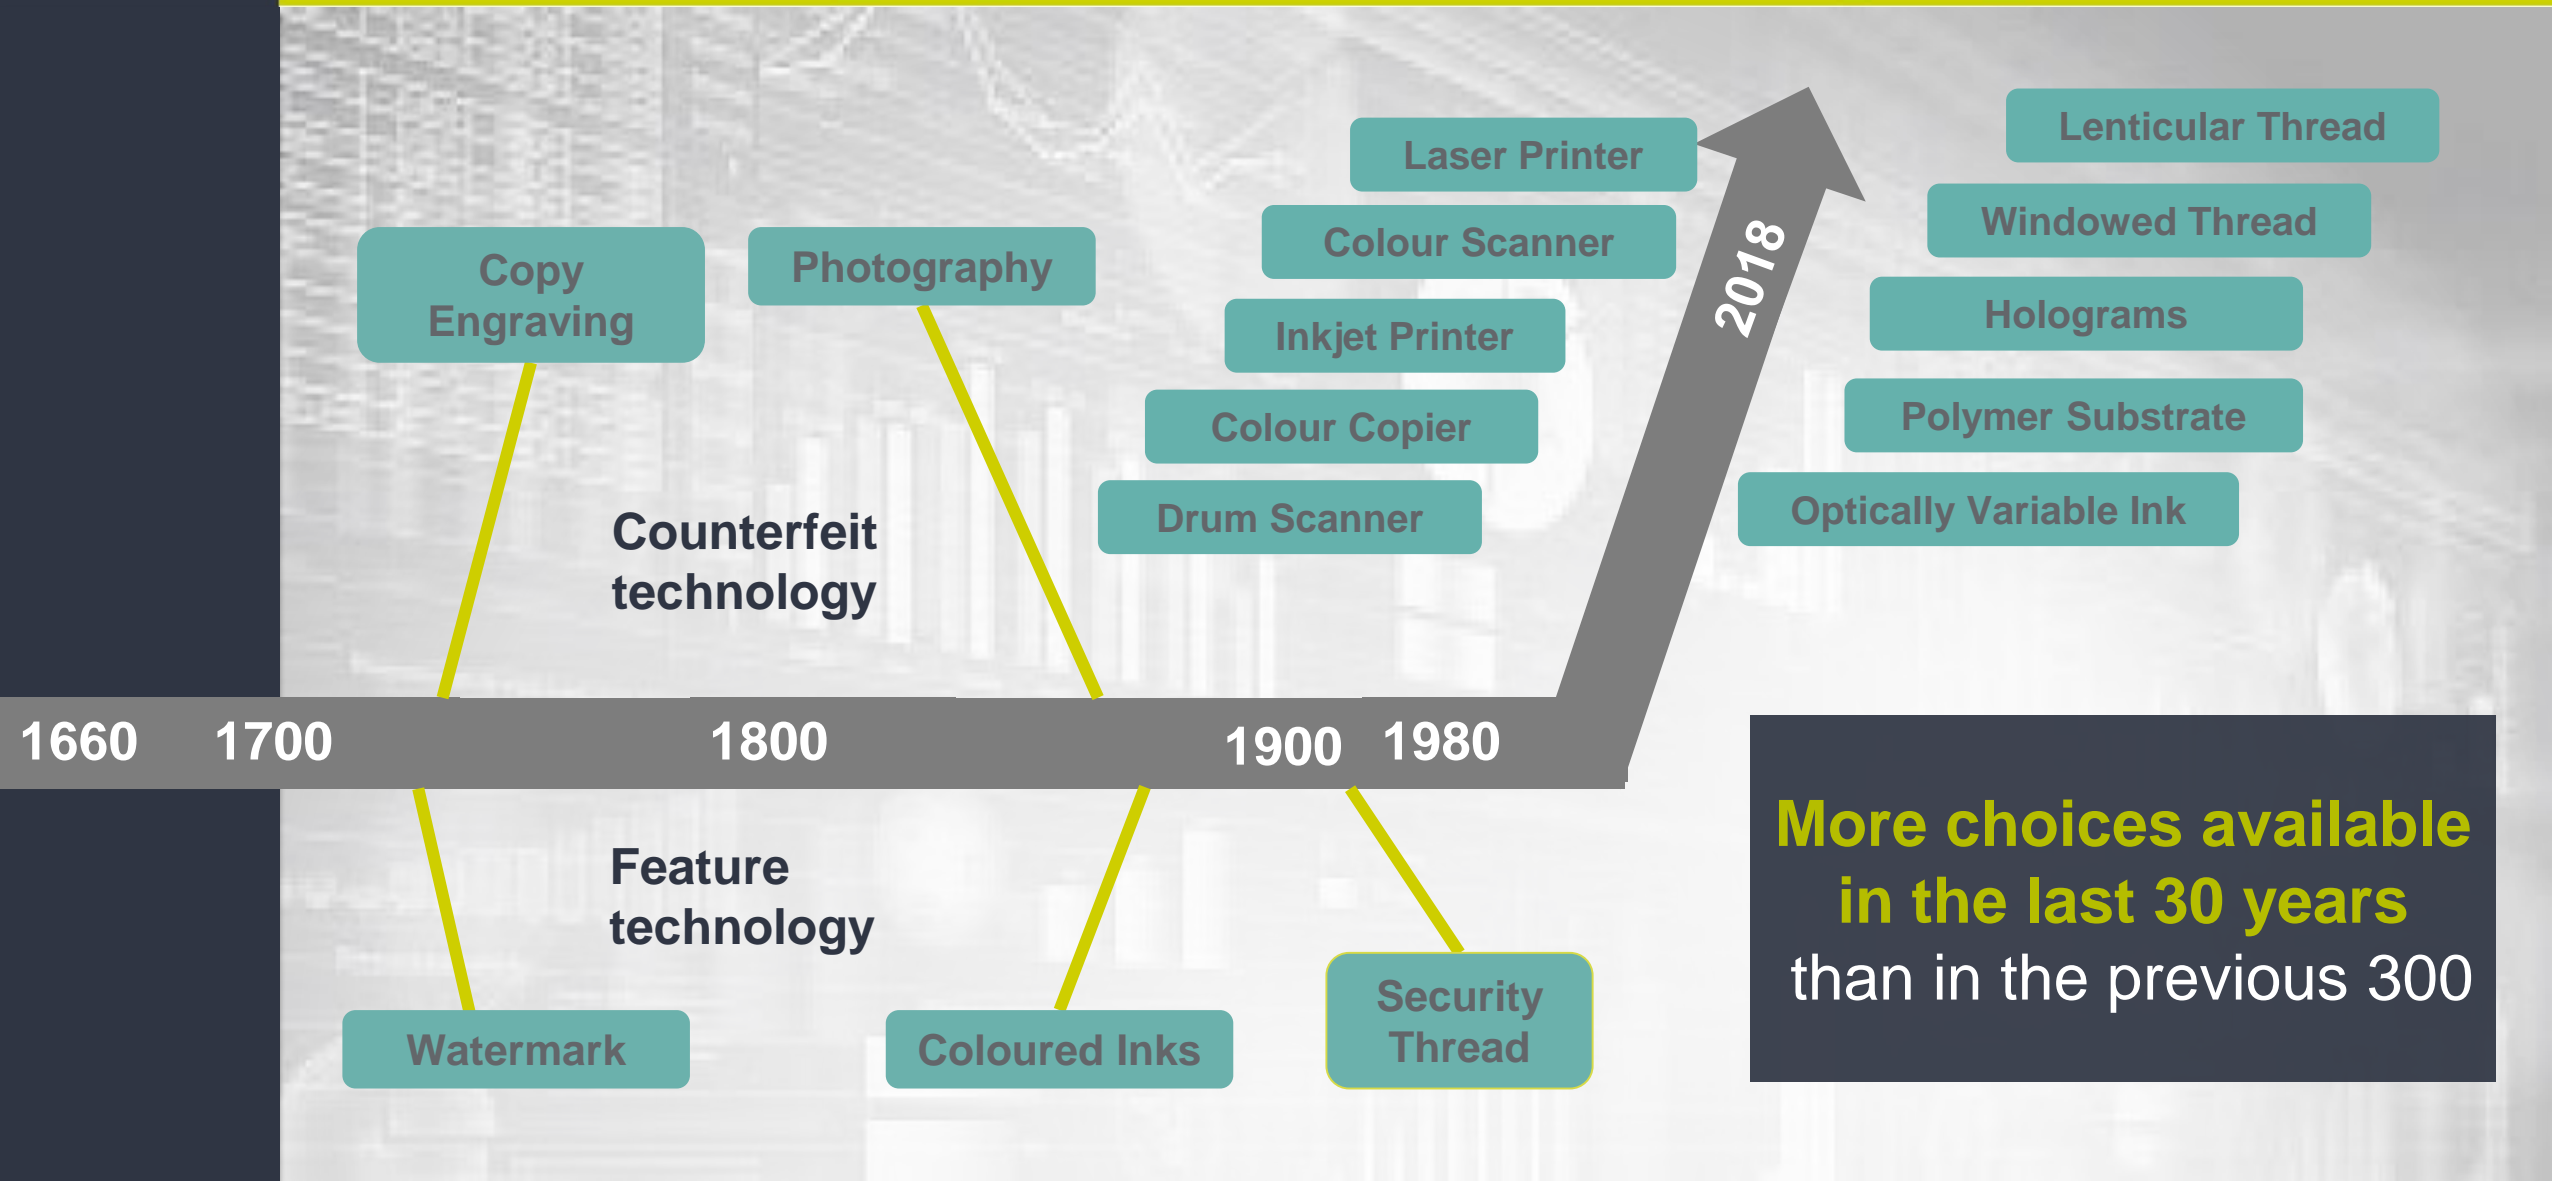 Copy
Engraving
Photography
Laser Printer
Colour Scanner
Inkjet Printer
Colour Copier
Drum Scanner
Counterfeit
technology
2018
Lenticular Thread
Windowed Thread
Holograms
Polymer Substrate
Optically Variable Ink
1660 1700 1800 1900 1980
Feature
technology
Watermark
Coloured Inks
Security
Thread
More choices available
in the last 30 years
than in the previous 300